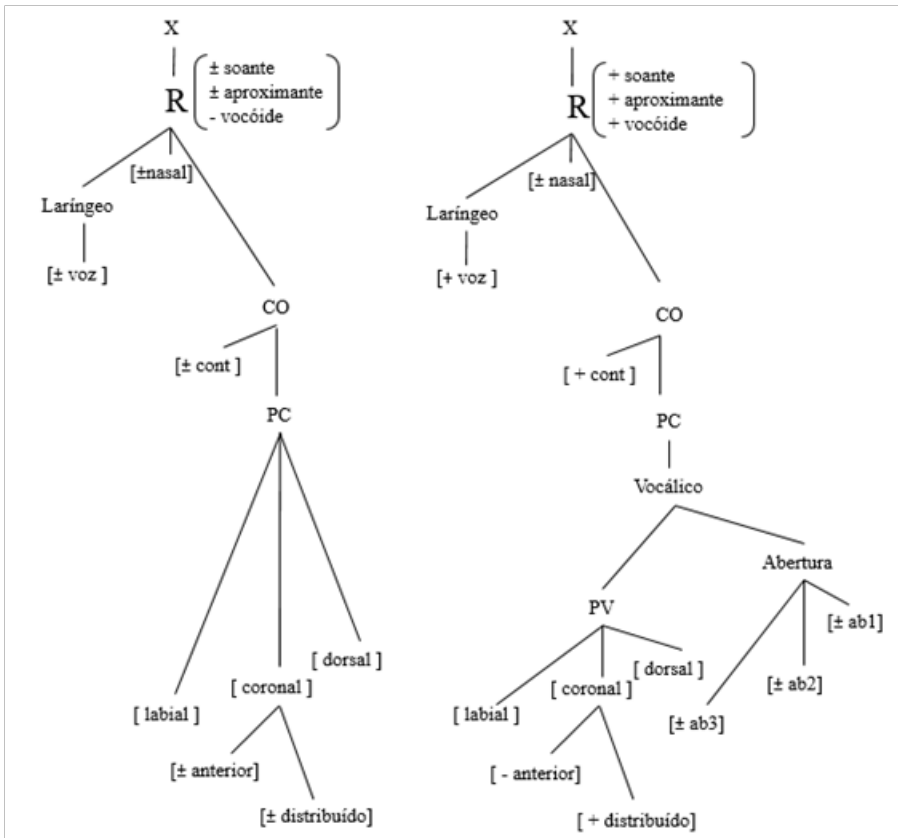 X
± soante
± aproximante
- vocóide
R
[±nasal]
Laríngeo
[± voz ]
CO
[± cont ]
PC
[ labial ]
[ coronal ]
[ dorsal ]
[± anterior]
[± distribuído]
X
+ soante
+ aproximante
+ vocóide
R
[± nasal]
Laríngeo
[+ voz ]
CO
[ + cont ]
PC
Vocálico
PV
Abertura
[ labial ]
[ coronal ]
[ dorsal ]
[± ab3]
[± ab2]
[± ab1]
[ - anterior]
[ + distribuído]